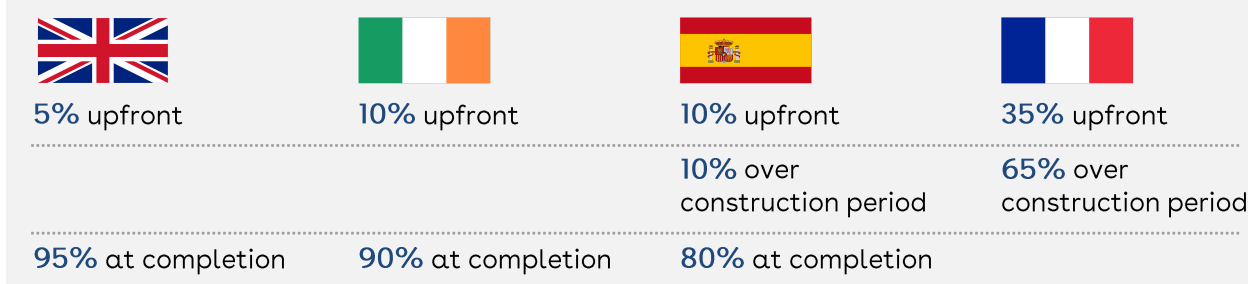 5% upfront
10% upfront
10% upfront
35% upfront
10% over
construction period
65% over
construction period
95% at completion
90% at completion
80% at completion